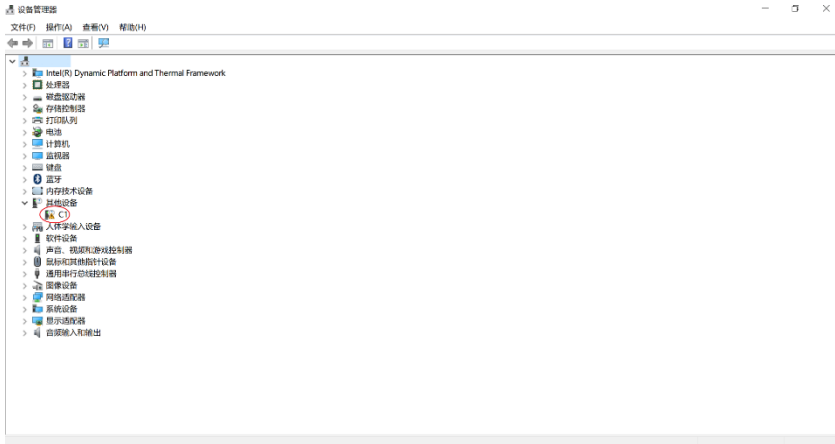 设备管理器
文件(F) 操作(A) 查看(V) 帮助(H)
Intel(R) Dynamic Platform and Thermal Framework
处理器
磁盘驱动器
存储控制器
打印队列
电池
计算机
监视器
键盘
蓝牙
内存技术设备
其他设备
C1
人体学输入设备
软件设备
声音、视频和游戏控制器
鼠标和其他指针设备
通用串行总线控制器
图像设备
网络适配器
系统设备
显示适配器
音频输入和输出